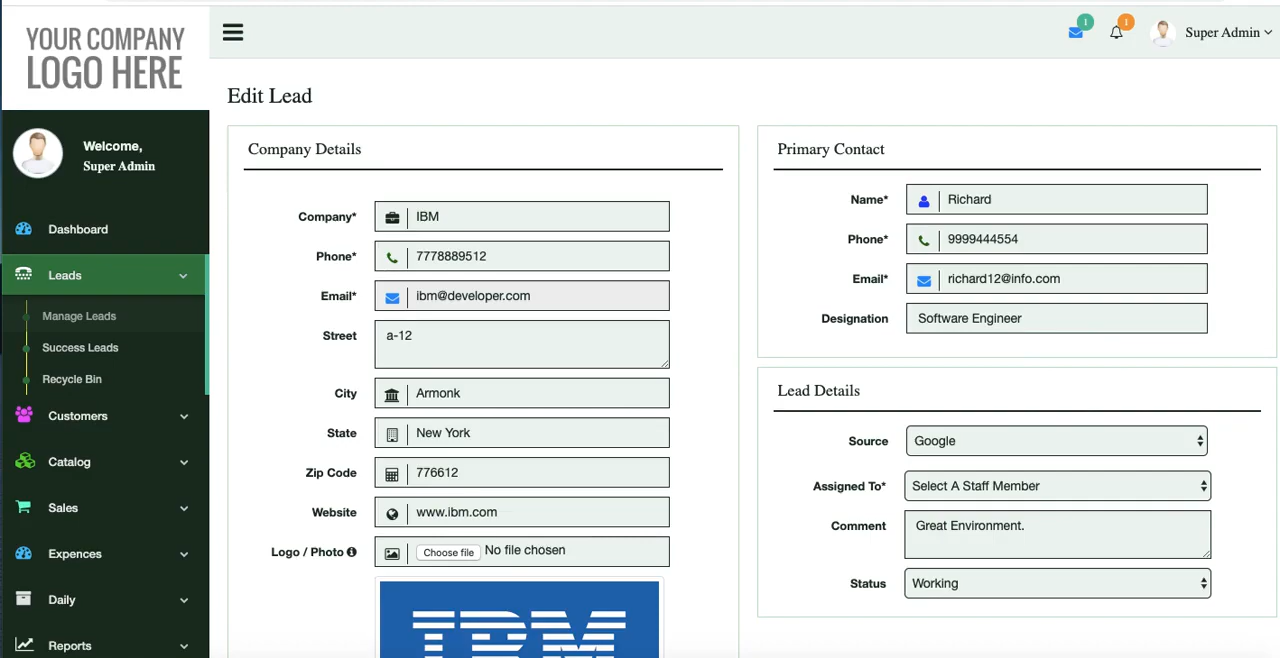 YOUR COMPANY
LOGO HERE
1
1
Super Admin
Welcome,
Super Admin
Dashboard
Leads
Manage Leads
Success Leads
Recycle Bin
Customers
Catalog
Sales
Expences
Daily
Reports
Edit Lead
Company Details
Company* IBM
Phone* 7778889512
Email* ibm@developer.com
Street a-12
City Armonk
State New York
Zip Code 776612
Website www.ibm.com
Logo / Photo Choose file No file chosen
IBM
Primary Contact
Name* Richard
Phone* 9999444554
Email* richard12@info.com
Designation Software Engineer
Lead Details
Source Google
Assigned To* Select A Staff Member
Comment Great Environment.
Status Working